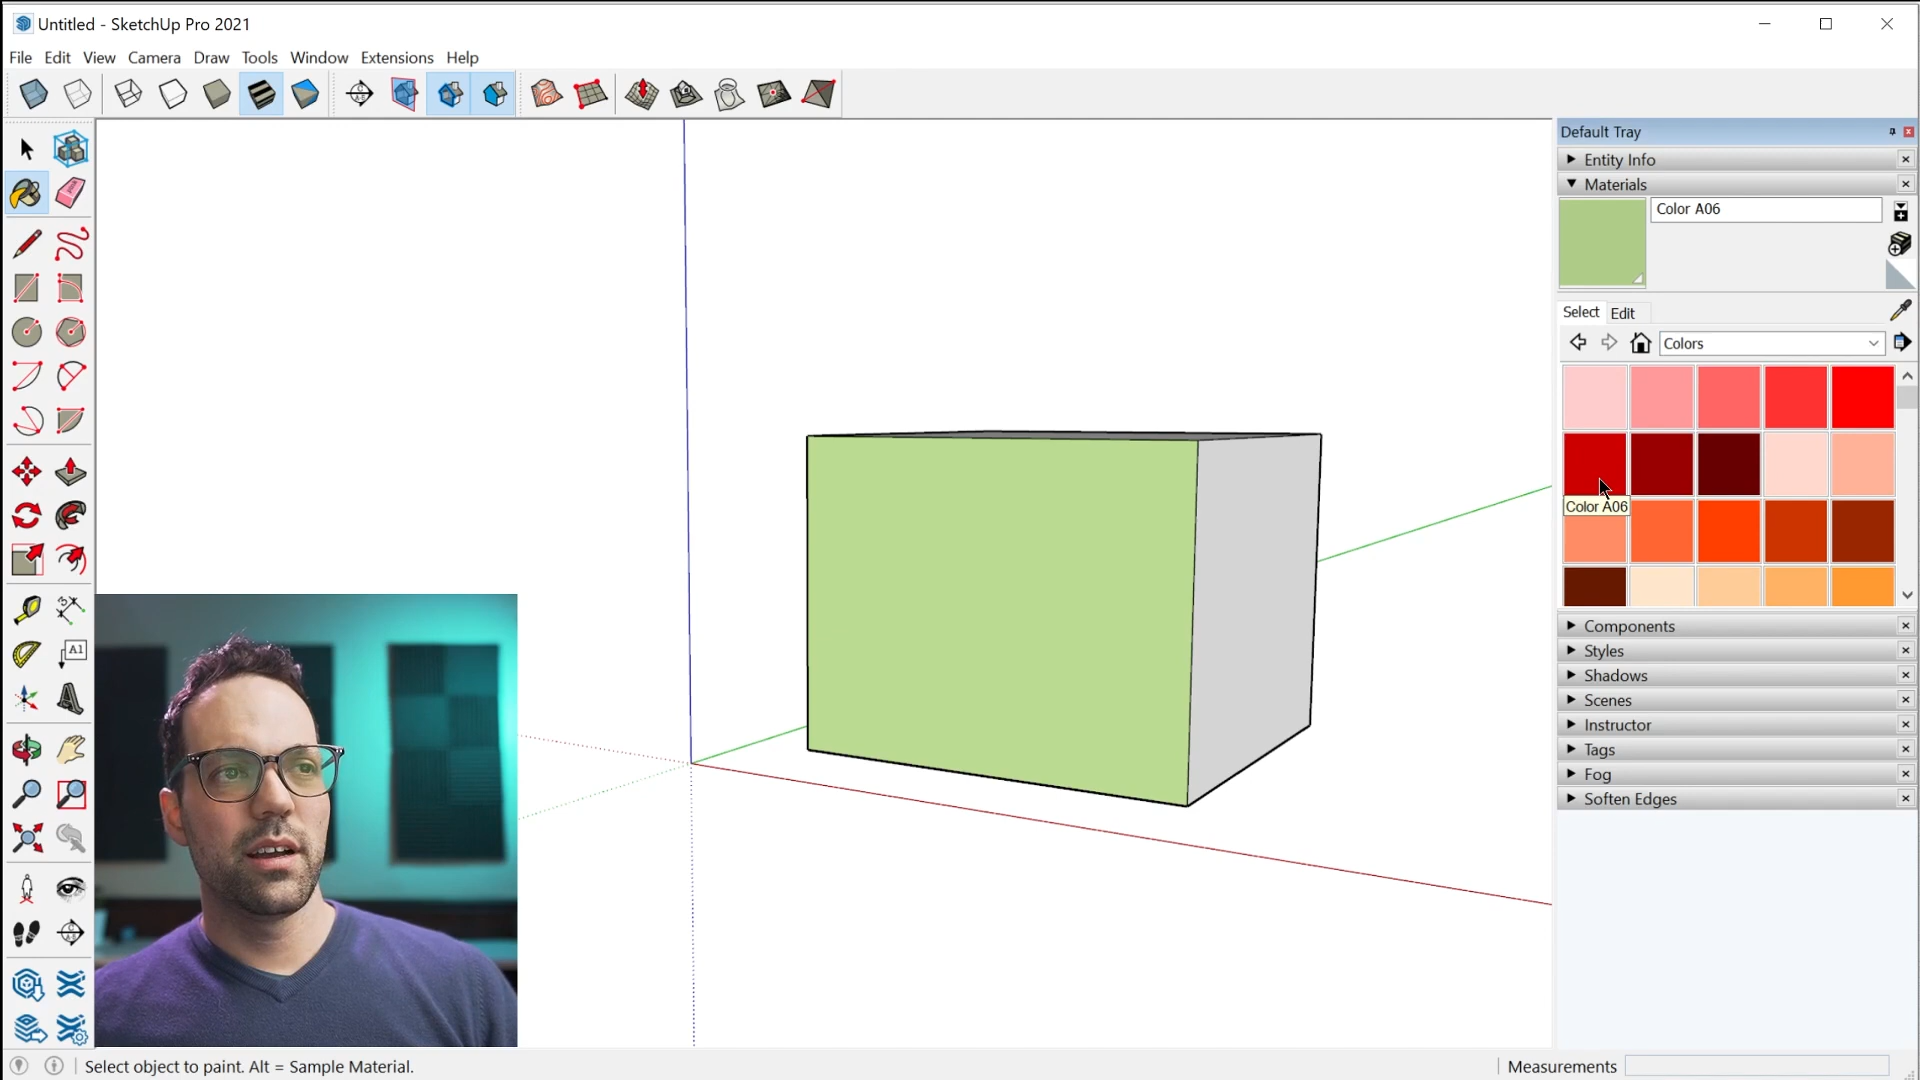 Untitled - SketchUp Pro 2021
File Edit View Camera Draw Tools Window Extensions Help
Default Tray
Entity Info
Materials
Color A06
Select Edit
Colors
Color A06
Components
Styles
Shadows
Scenes
Instructor
Tags
Fog
Soften Edges
A1
Select object to paint. Alt = Sample Material.
Measurements